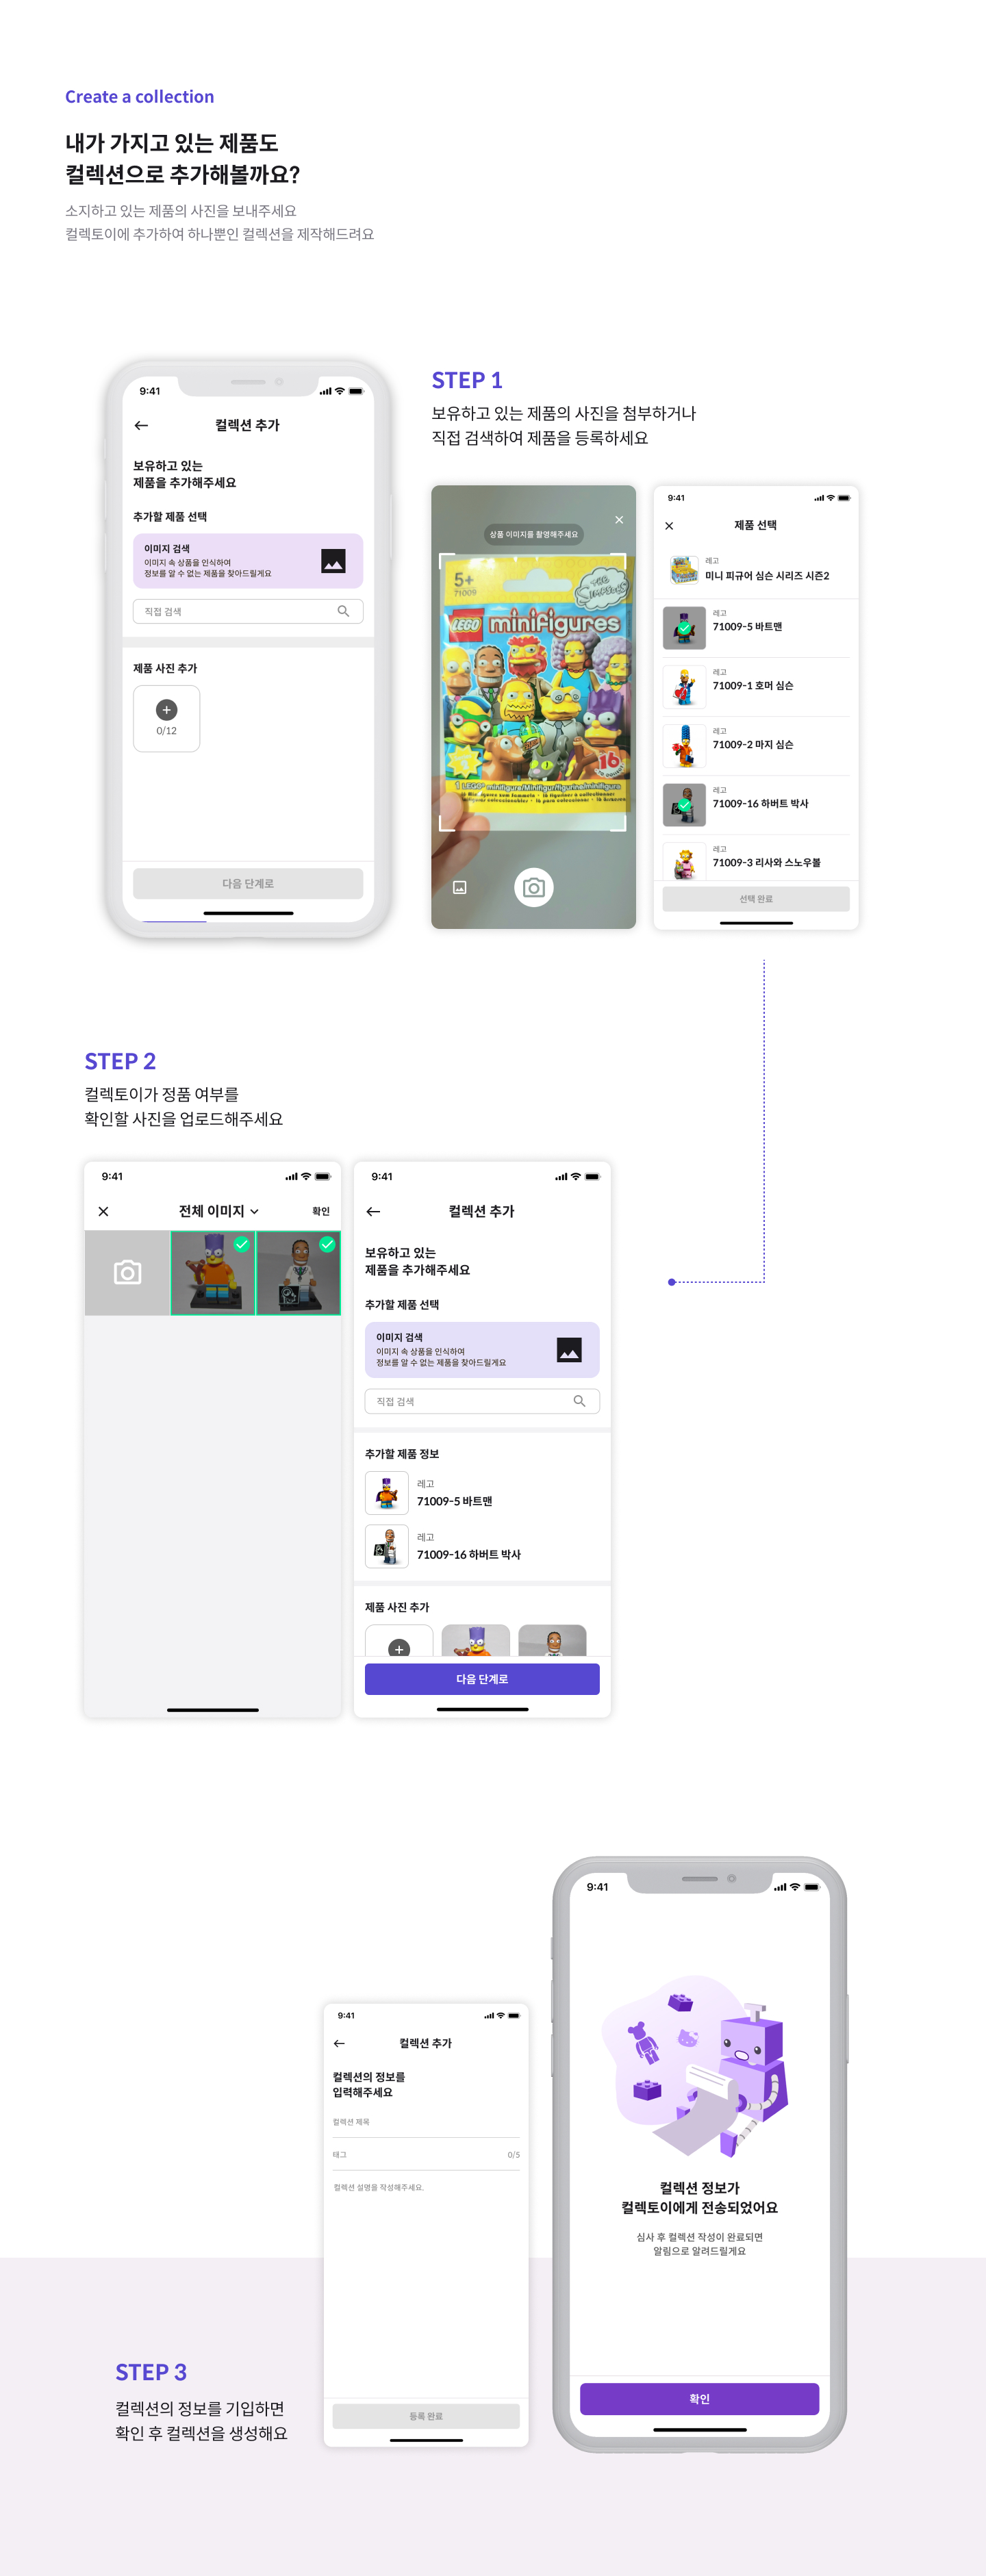 Create a collection
내가 가지고 있는 제품도
컬렉션으로 추가해볼까요?
소지하고 있는 제품의 사진을 보내주세요
컬렉토이에 추가하여 하나뿐인 컬렉션을 제작해드려요
9:41
컬렉션 추가
보유하고 있는
제품을 추가해주세요
추가할 제품 선택
이미지 검색
이미지 속 상품을 인식하여
정보를 알 수 없는 제품을 찾아드릴게요
직접 검색
제품 사진 추가
0/12
다음 단계로
STEP 1
보유하고 있는 제품의 사진을 첨부하거나
직접 검색하여 제품을 등록하세요
상품 이미지를 촬영해주세요
5+
71009
THE SIMPSONS
LEGO minifigures
16
9:41
제품 선택
레고
미니 피규어 심슨 시리즈 시즌2
레고
71009-5 바트맨
레고
71009-1 호머 심슨
레고
71009-2 마지 심슨
레고
71009-16 하버트 박사
레고
71009-3 리사와 스노우볼
선택 완료
STEP 2
컬렉토이가 정품 여부를
확인할 사진을 업로드해주세요
9:41
전체 이미지
확인
9:41
컬렉션 추가
보유하고 있는
제품을 추가해주세요
추가할 제품 선택
이미지 검색
이미지 속 상품을 인식하여
정보를 알 수 없는 제품을 찾아드릴게요
직접 검색
추가할 제품 정보
레고
71009-5 바트맨
레고
71009-16 하버트 박사
제품 사진 추가
다음 단계로
9:41
컬렉션 추가
컬렉션의 정보를
입력해주세요
컬렉션 제목
태그
0/5
컬렉션 설명을 작성해주세요.
등록 완료
9:41
컬렉션 정보가
컬렉토이에게 전송되었어요
심사 후 컬렉션 작성이 완료되면
알림으로 알려드릴게요
확인
STEP 3
컬렉션의 정보를 기입하면
확인 후 컬렉션을 생성해요